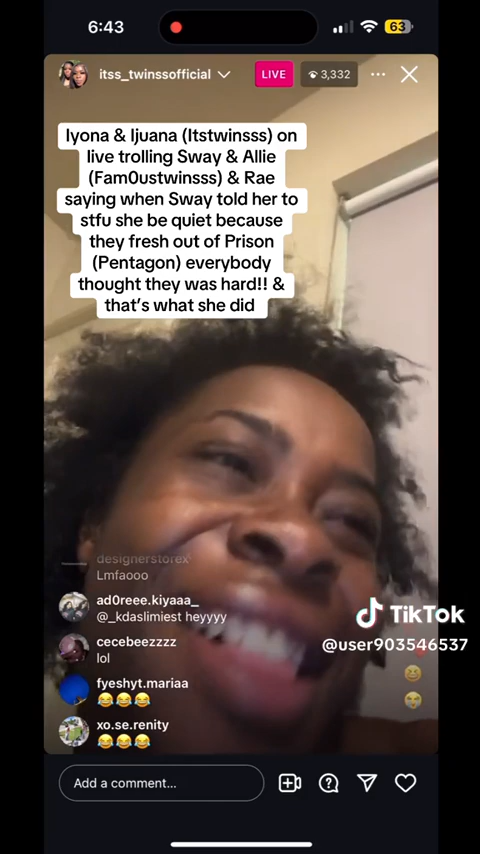 6:43
63
itss_twinssofficial
LIVE
3,332
Iyona & Ijuana (Itstwinsss) on
live trolling Sway & Allie
(Fam0ustwinsss) & Rae
saying when Sway told her to
stfu she be quiet because
they fresh out of Prison
(Pentagon) everybody
thought they was hard!! &
that's what she did
designerstorex
Lmfaooo
ad0reee.kiyaaa_
@_kdaslimiest heyyyy
cecebeezzzz
lol
fyeshyt.mariaa
😂😂😂
xo.se.renity
😂😂😂
TikTok
@user903546537
Add a comment...